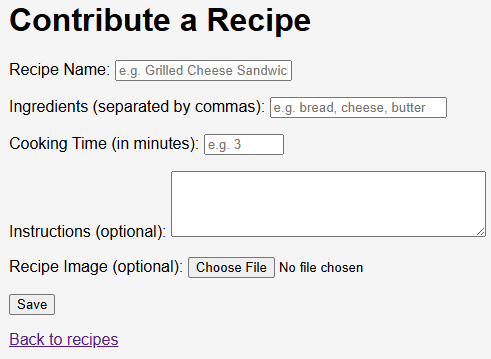 Contribute a Recipe
Recipe Name: e.g. Grilled Cheese Sandwic
Ingredients (separated by commas): e.g. bread, cheese, butter
Cooking Time (in minutes): e.g. 3
Instructions (optional):
Recipe Image (optional): Choose File No file chosen
Save
Back to recipes